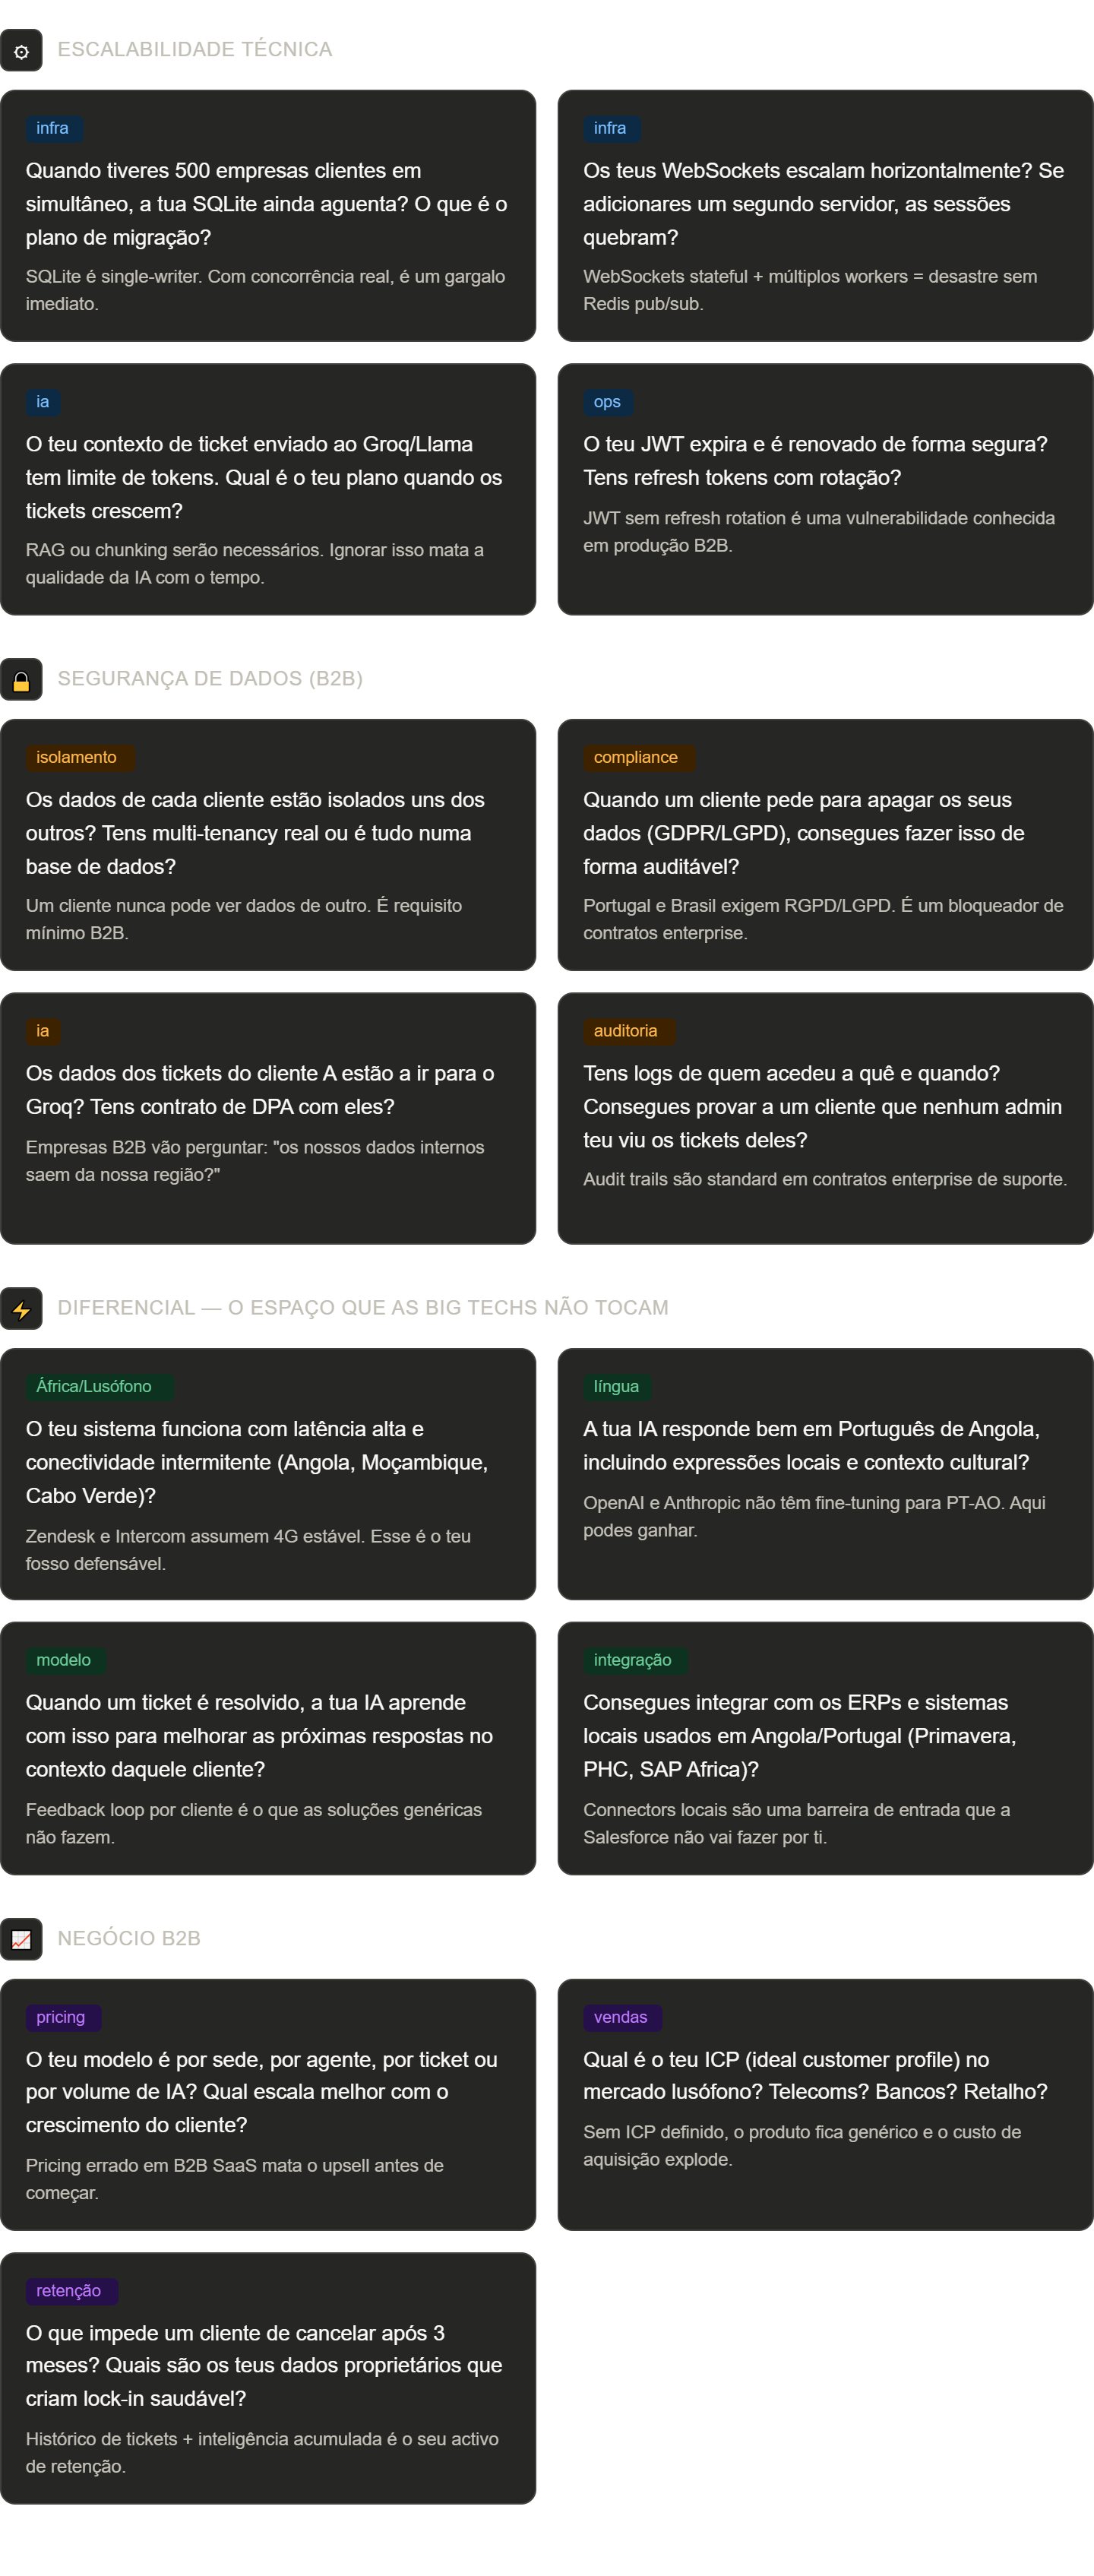 ESCALABILIDADE TÉCNICA
infra
Quando tiveres 500 empresas clientes em
simultâneo, a tua SQLite ainda aguenta? O que é o
plano de migração?
SQLite é single-writer. Com concorrência real, é um gargalo
imediato.
infra
Os teus WebSockets escalam horizontalmente? Se
adicionares um segundo servidor, as sessões
quebram?
WebSockets stateful + múltiplos workers = desastre sem
Redis pub/sub.
ia
O teu contexto de ticket enviado ao Groq/Llama
tem limite de tokens. Qual é o teu plano quando os
tickets crescem?
RAG ou chunking serão necessários. Ignorar isso mata a
qualidade da IA com o tempo.
ops
O teu JWT expira e é renovado de forma segura?
Tens refresh tokens com rotação?
JWT sem refresh rotation é uma vulnerabilidade conhecida
em produção B2B.
SEGURANÇA DE DADOS (B2B)
isolamento
Os dados de cada cliente estão isolados uns dos
outros? Tens multi-tenancy real ou é tudo numa
base de dados?
Um cliente nunca pode ver dados de outro. É requisito
mínimo B2B.
compliance
Quando um cliente pede para apagar os seus
dados (GDPR/LGPD), consegues fazer isso de
forma auditável?
Portugal e Brasil exigem RGPD/LGPD. É um bloqueador de
contratos enterprise.
ia
Os dados dos tickets do cliente A estão a ir para o
Groq? Tens contrato de DPA com eles?
Empresas B2B vão perguntar: "os nossos dados internos
saem da nossa região?"
auditoria
Tens logs de quem acedeu a quê e quando?
Consegues provar a um cliente que nenhum admin
teu viu os tickets deles?
Audit trails são standard em contratos enterprise de suporte.
DIFERENCIAL — O ESPAÇO QUE AS BIG TECHS NÃO TOCAM
África/Lusófono
O teu sistema funciona com latência alta e
conectividade intermitente (Angola, Moçambique,
Cabo Verde)?
Zendesk e Intercom assumem 4G estável. Esse é o teu
fosso defensável.
língua
A tua IA responde bem em Português de Angola,
incluindo expressões locais e contexto cultural?
OpenAI e Anthropic não têm fine-tuning para PT-AO. Aqui
podes ganhar.
modelo
Quando um ticket é resolvido, a tua IA aprende
com isso para melhorar as próximas respostas no
contexto daquele cliente?
Feedback loop por cliente é o que as soluções genéricas
não fazem.
integração
Consegues integrar com os ERPs e sistemas
locais usados em Angola/Portugal (Primavera,
PHC, SAP Africa)?
Connectors locais são uma barreira de entrada que a
Salesforce não vai fazer por ti.
NEGÓCIO B2B
pricing
O teu modelo é por sede, por agente, por ticket ou
por volume de IA? Qual escala melhor com o
crescimento do cliente?
Pricing errado em B2B SaaS mata o upsell antes de
começar.
vendas
Qual é o teu ICP (ideal customer profile) no
mercado lusófono? Telecoms? Bancos? Retalho?
Sem ICP definido, o produto fica genérico e o custo de
aquisição explode.
retenção
O que impede um cliente de cancelar após 3
meses? Quais são os teus dados proprietários que
criam lock-in saudável?
Histórico de tickets + inteligência acumulada é o seu activo
de retenção.